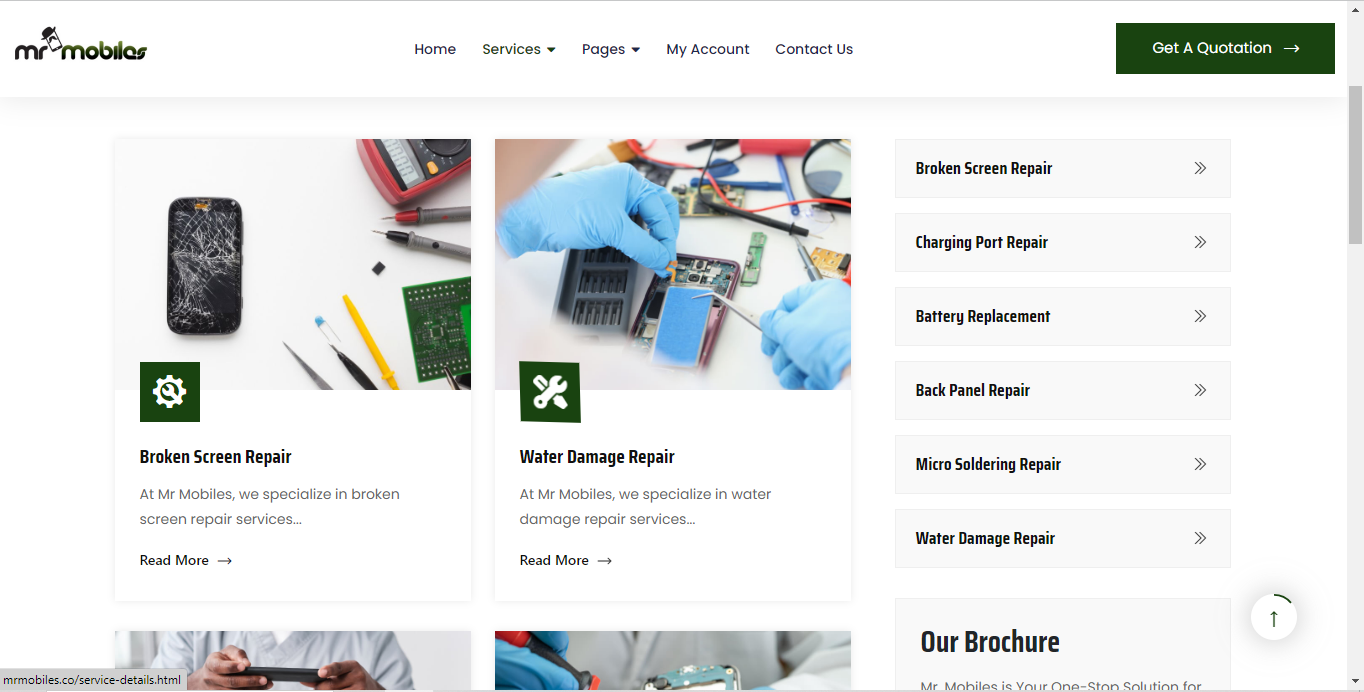 mr mobiles
Home
Services
Pages
My Account
Contact Us
Get A Quotation →
Broken Screen Repair
At Mr Mobiles, we specialize in broken
screen repair services...
Read More →
Water Damage Repair
At Mr Mobiles, we specialize in water
damage repair services...
Read More →
Broken Screen Repair
Charging Port Repair
Battery Replacement
Back Panel Repair
Micro Soldering Repair
Water Damage Repair
Our Brochure
Mr. Mobiles is Your One-Stop Solution for
mrmobiles.co/service-details.html